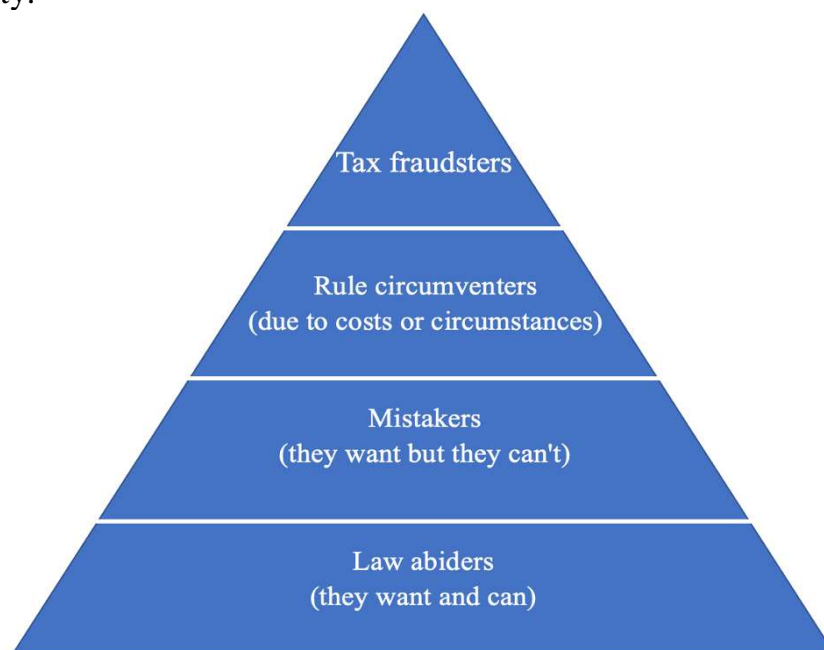 ty.
Tax fraudsters
Rule circumventers
(due to costs or circumstances)
Mistakers
(they want but they can't)
Law abiders
(they want and can)